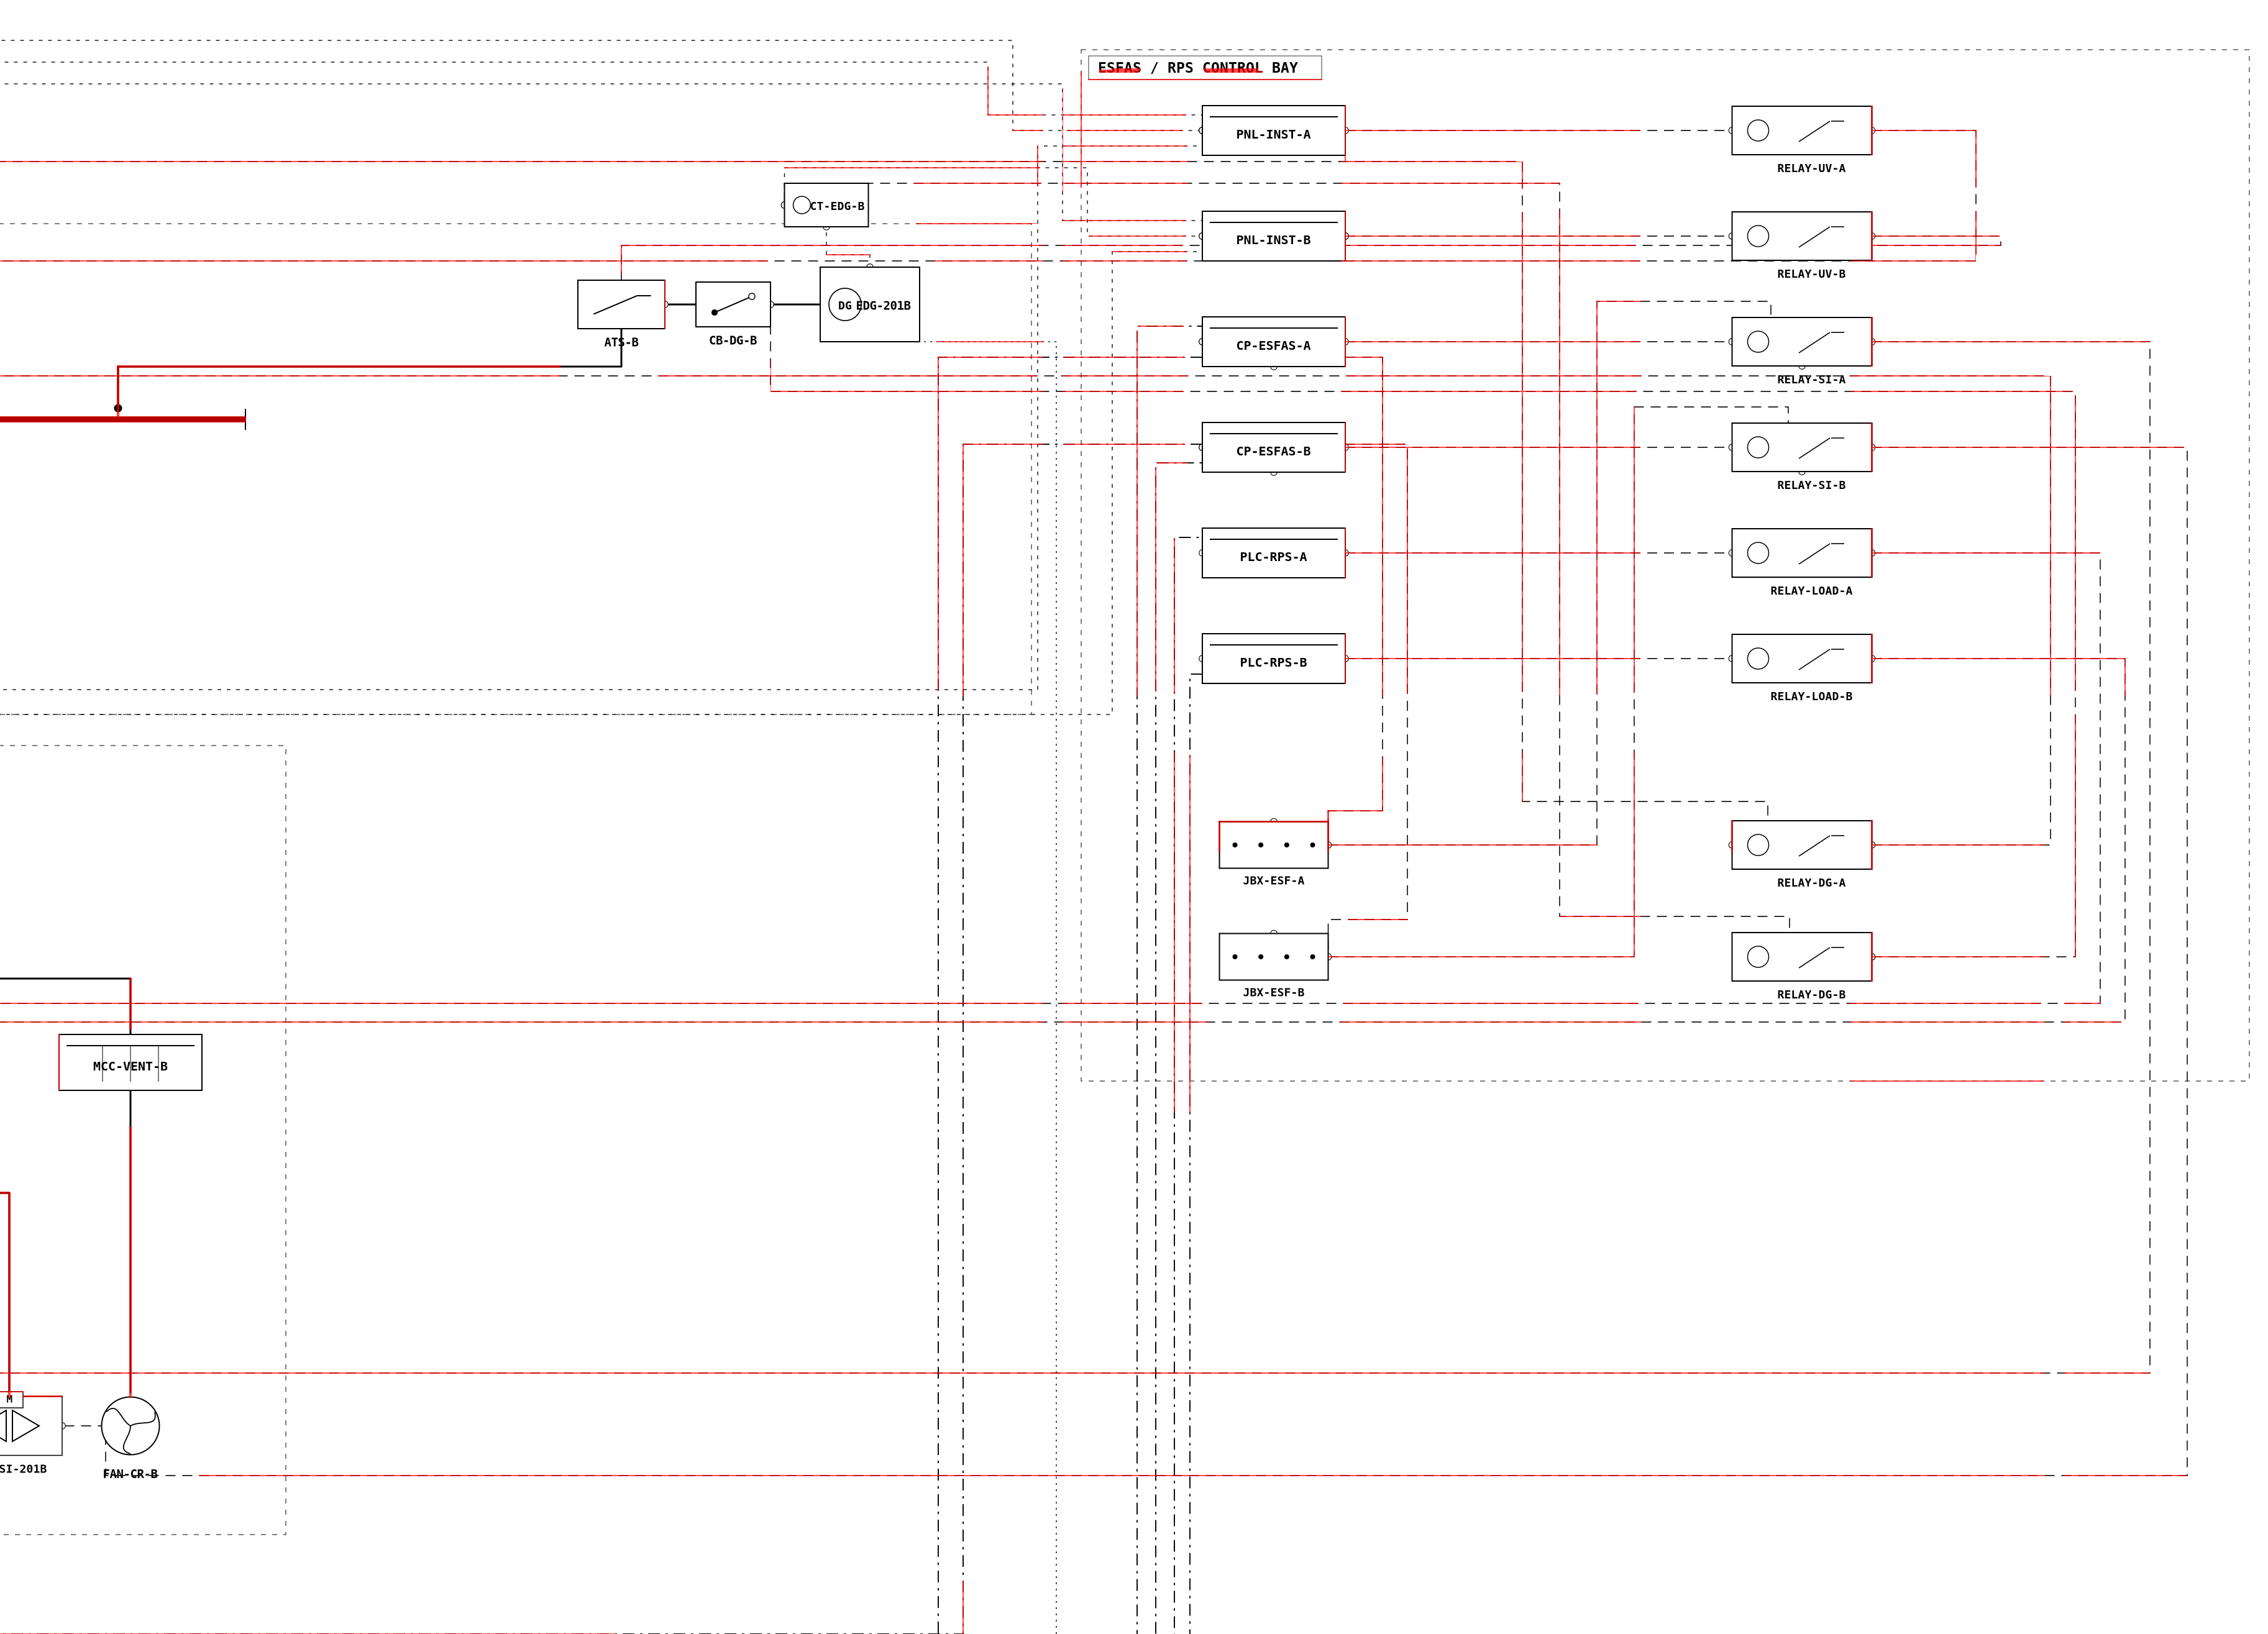 ESFAS / RPS CONTROL BAY
PNL-INST-A
RELAY-UV-A
CT-EDG-B
PNL-INST-B
RELAY-UV-B
DG EDG-201B
ATS-B
CB-DG-B
CP-ESFAS-A
RELAY-SI-A
CP-ESFAS-B
RELAY-SI-B
PLC-RPS-A
RELAY-LOAD-A
PLC-RPS-B
RELAY-LOAD-B
JBX-ESF-A
RELAY-DG-A
JBX-ESF-B
RELAY-DG-B
MCC-VENT-B
M
SI-201B
FAN-CR-B